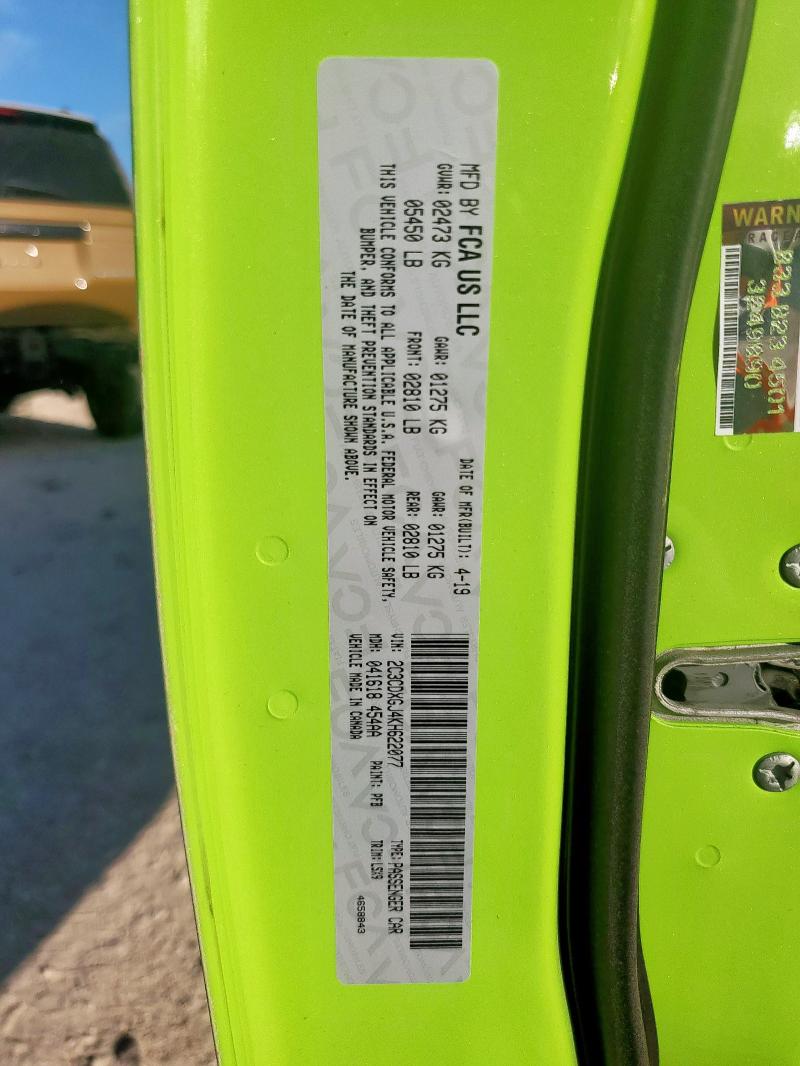 MFD BY FCA US LLC
DATE OF MFR(BUILT): 4-19
GVWR: 02473 KG
GAWR: 01275 KG
GAWR: 01275 KG
05450 LB
FRONT: 02810 LB
REAR: 02810 LB
THIS VEHICLE CONFORMS TO ALL APPLICABLE U.S.A. FEDERAL MOTOR VEHICLE SAFETY,
BUMPER, AND THEFT PREVENTION STANDARDS IN EFFECT ON
THE DATE OF MANUFACTURE SHOWN ABOVE.
VIN: 2C3CDXGJ4KH622077
TYPE: PASSENGER CAR
MDH: 041618 454AA
PAINT: PFB
TRIM: LSX9
VEHICLE MADE IN CANADA
4658843
WARN